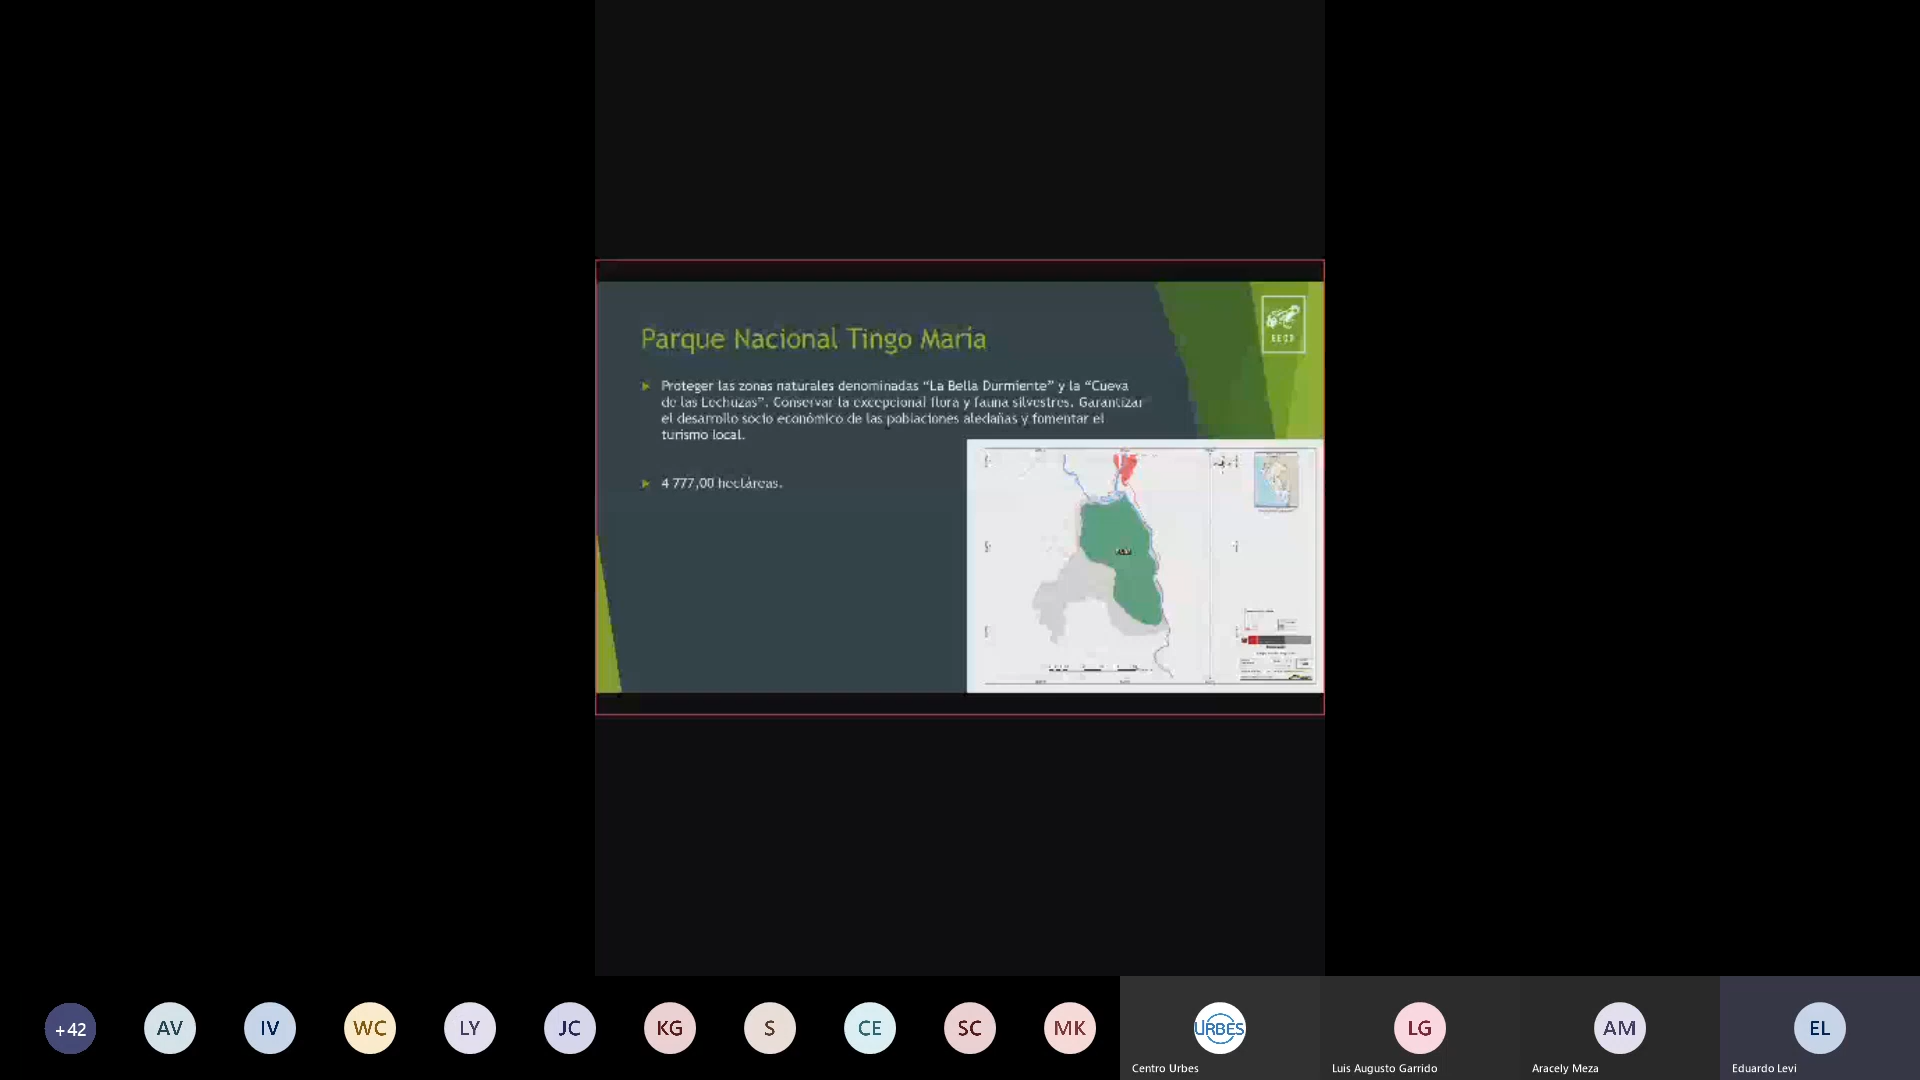 Parque Nacional Tingo María
Proteger las zonas naturales denominadas “La Bella Durmiente” y la “Cueva
de las Lechuzas”. Conservar la excepcional flora y fauna silvestres. Garantizar
el desarrollo socio económico de las poblaciones aledañas y fomentar el
turismo local.
4 777,00 hectáreas.
+42
AV
IV
WC
LY
JC
KG
S
CE
SC
MK
URBES
LG
AM
EL
Centro Urbes
Luis Augusto Garrido
Aracely Meza
Eduardo Levi